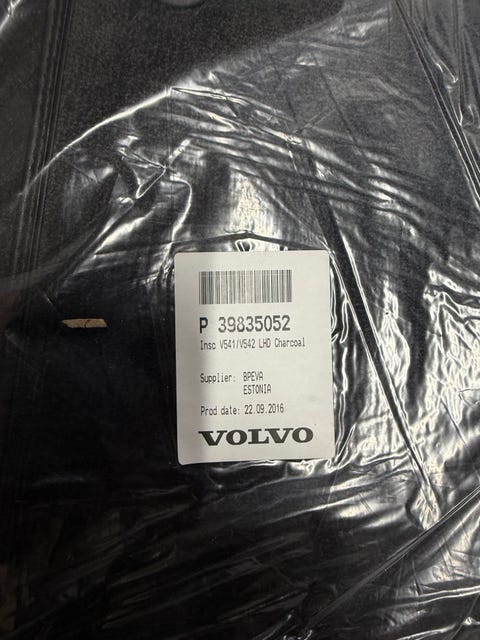 P 39835052
Insc V541/V542 LHD Charcoal
Supplier: BPEVA
ESTONIA
Prod date: 22.09.2016
VOLVO